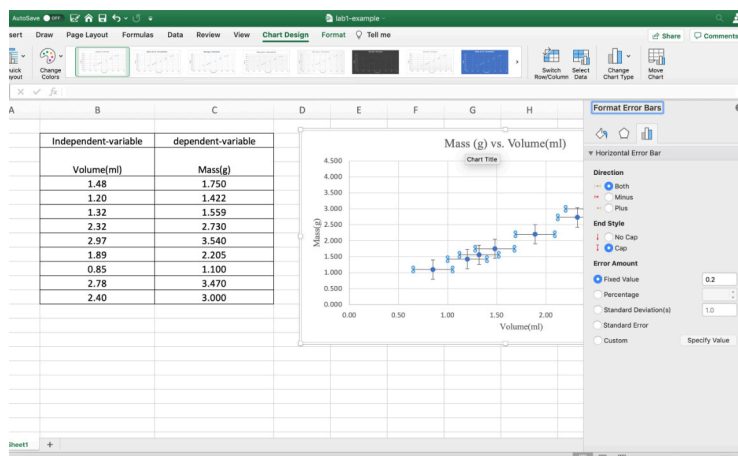 AutoSave OFF lab1-example
sert Draw Page Layout Formulas Data Review View Chart Design Format Tell me Share Comments
uick
ayout
Change
Colors
Switch
Row/Column
Select
Data
Change
Chart Type
Move
Chart
fx
A B C D E F G H
Independent-variable dependent-variable
Volume(ml) Mass(g)
1.48 1.750
1.20 1.422
1.32 1.559
2.32 2.730
2.97 3.540
1.89 2.205
0.85 1.100
2.78 3.470
2.40 3.000
Mass (g) vs. Volume(ml)
Chart Title
4.500
4.000
3.500
3.000
2.500
2.000
1.500
1.000
0.500
0.000
Mass(g)
0.00 0.50 1.00 1.50 2.00
Volume(ml)
Format Error Bars
Horizontal Error Bar
Direction
Both
Minus
Plus
End Style
No Cap
Cap
Error Amount
Fixed Value 0.2
Percentage
Standard Deviation(s) 1.0
Standard Error
Custom Specify Value
Sheet1 +